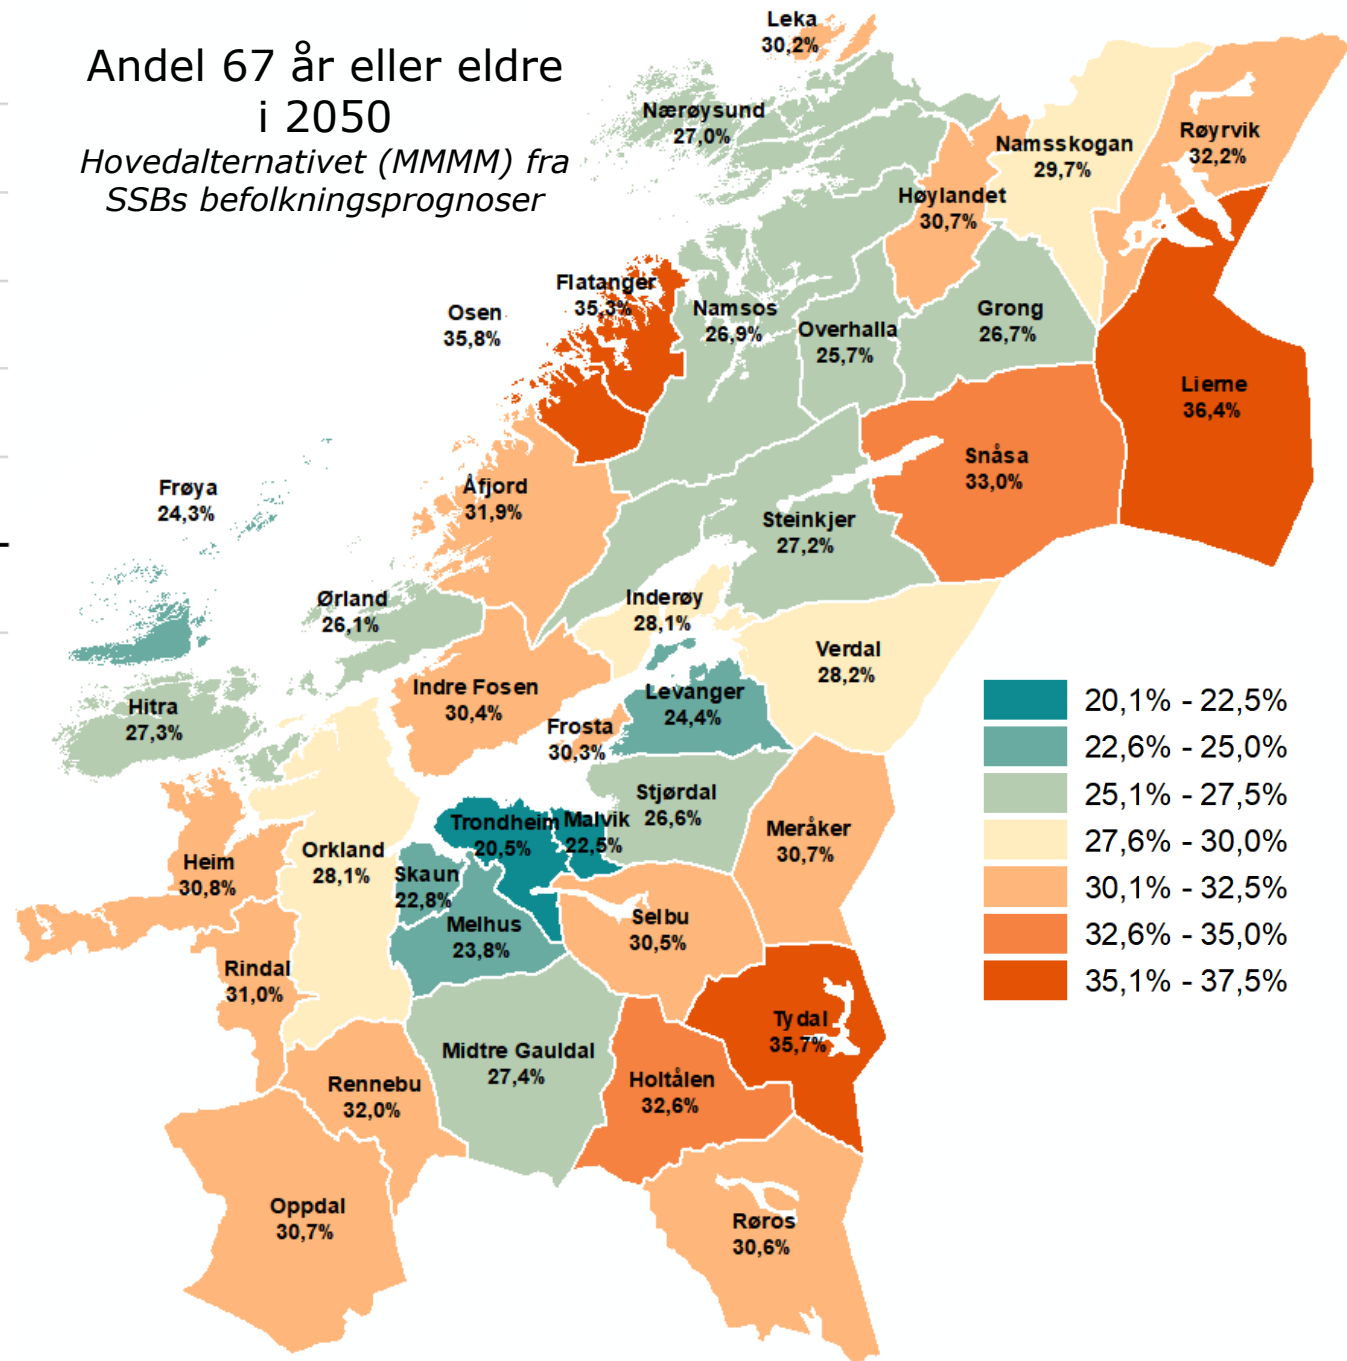 Andel 67 år eller eldre
i 2050
Hovedalternativet (MMMM) fra
SSBs befolkningsprognoser
Leka
30,2%
Nærøysund
27,0%
Røyrvik
32,2%
Namsskogan
29,7%
Høylandet
30,7%
Flatanger
35,3%
Osen
35,8%
Namsos
26,9%
Overhalla
25,7%
Grong
26,7%
Lierne
36,4%
Snåsa
33,0%
Frøya
24,3%
Åfjord
31,9%
Steinkjer
27,2%
Ørland
26,1%
Inderøy
28,1%
Verdal
28,2%
Indre Fosen
30,4%
Levanger
24,4%
Hitra
27,3%
Frosta
30,3%
Stjørdal
26,6%
Trondheim
20,5%
Malvik
22,5%
Meråker
30,7%
Heim
30,8%
Orkland
28,1%
Skaun
22,8%
Melhus
23,8%
Selbu
30,5%
Rindal
31,0%
Tydal
35,7%
Midtre Gauldal
27,4%
Holtålen
32,6%
Rennebu
32,0%
Oppdal
30,7%
Røros
30,6%
20,1% - 22,5%
22,6% - 25,0%
25,1% - 27,5%
27,6% - 30,0%
30,1% - 32,5%
32,6% - 35,0%
35,1% - 37,5%